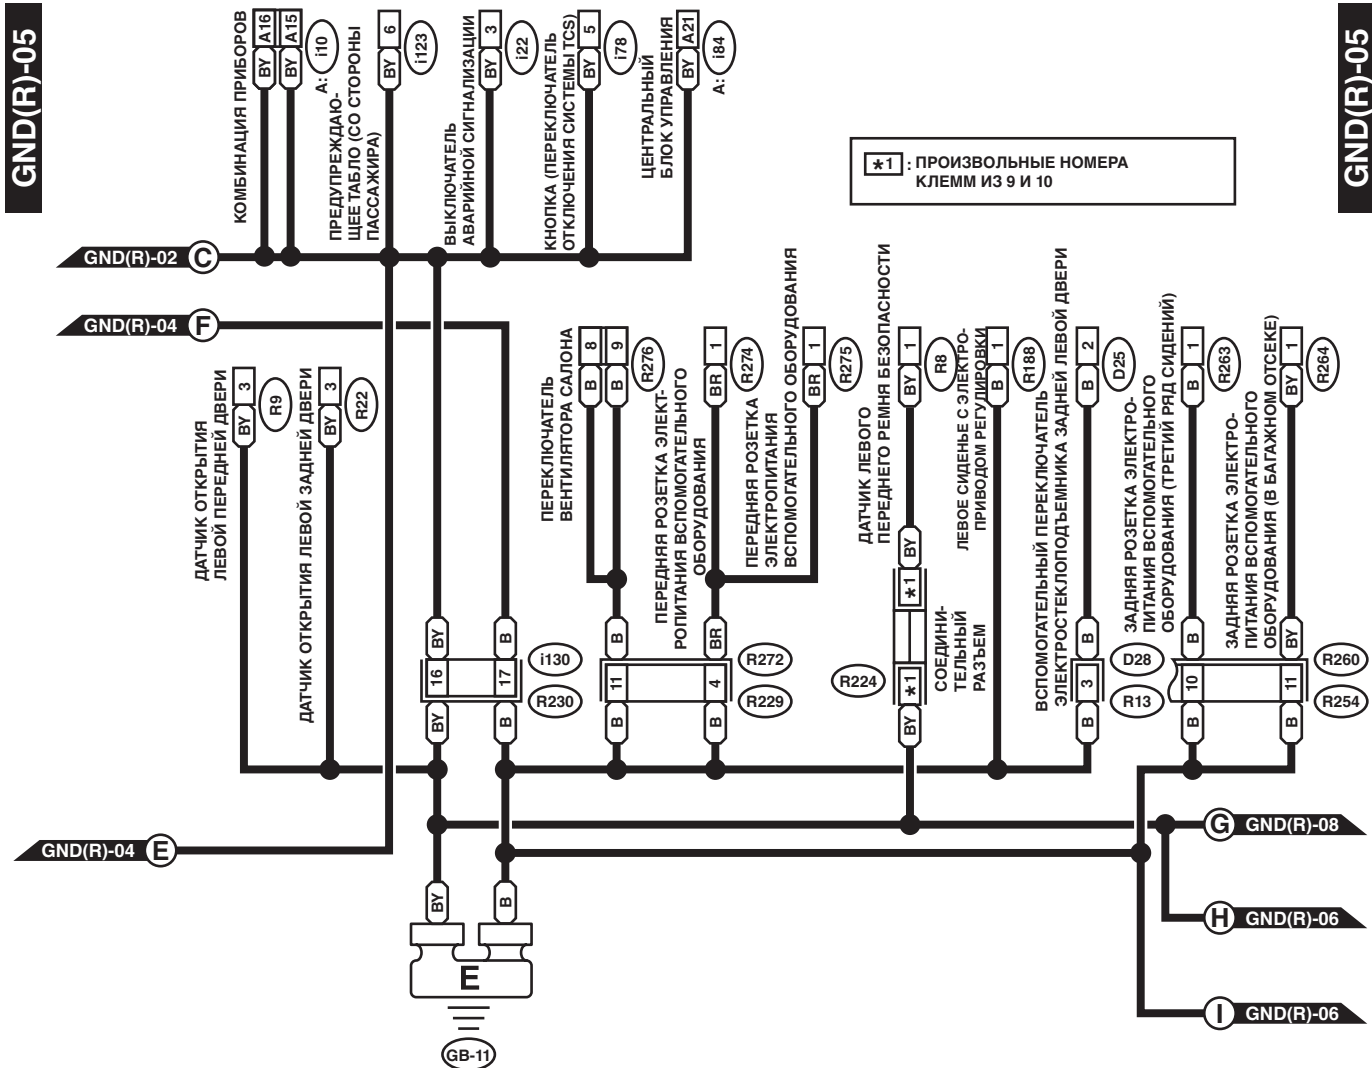 GND(R)-05
GND(R)-05
КОМБИНАЦИЯ ПРИБОРОВ
BY A16
BY A15
A: i10
ПРЕДУПРЕЖДАЮ-
ЩЕЕ ТАБЛО (СО СТОРОНЫ
ПАССАЖИРА)
BY 6
i123
ВЫКЛЮЧАТЕЛЬ
АВАРИЙНОЙ СИГНАЛИЗАЦИИ
BY 3
i22
КНОПКА (ПЕРЕКЛЮЧАТЕЛЬ
ОТКЛЮЧЕНИЯ СИСТЕМЫ TCS)
BY 5
i78
ЦЕНТРАЛЬНЫЙ
БЛОК УПРАВЛЕНИЯ
BY A21
A: i84
*1 : ПРОИЗВОЛЬНЫЕ НОМЕРА
КЛЕММ ИЗ 9 И 10
GND(R)-02 C
GND(R)-04 F
ДАТЧИК ОТКРЫТИЯ
ЛЕВОЙ ПЕРЕДНЕЙ ДВЕРИ
BY 3
R9
ДАТЧИК ОТКРЫТИЯ ЛЕВОЙ ЗАДНЕЙ ДВЕРИ
BY 3
R22
ПЕРЕКЛЮЧАТЕЛЬ
ВЕНТИЛЯТОРА САЛОНА
B 8
B 9
R276
ПЕРЕДНЯЯ РОЗЕТКА ЭЛЕКТ-
РОПИТАНИЯ ВСПОМОГАТЕЛЬНОГО
ОБОРУДОВАНИЯ
BR 1
R274
ПЕРЕДНЯЯ РОЗЕТКА
ЭЛЕКТРОПИТАНИЯ
ВСПОМОГАТЕЛЬНОГО ОБОРУДОВАНИЯ
BR 1
R275
ДАТЧИК ЛЕВОГО
ПЕРЕДНЕГО РЕМНЯ БЕЗОПАСНОСТИ
BY 1
R8
ЛЕВОЕ СИДЕНЬЕ С ЭЛЕКТРО-
ПРИВОДОМ РЕГУЛИРОВКИ
B 1
R188
ВСПОМОГАТЕЛЬНЫЙ ПЕРЕКЛЮЧАТЕЛЬ
ЭЛЕКТРОСТЕКЛОПОДЪЕМНИКА ЗАДНЕЙ ЛЕВОЙ ДВЕРИ
B 2
D25
ЗАДНЯЯ РОЗЕТКА ЭЛЕКТРО-
ПИТАНИЯ ВСПОМОГАТЕЛЬНОГО
ОБОРУДОВАНИЯ (ТРЕТИЙ РЯД СИДЕНИЙ)
B 1
R263
ЗАДНЯЯ РОЗЕТКА ЭЛЕКТРО-
ПИТАНИЯ ВСПОМОГАТЕЛЬНОГО
ОБОРУДОВАНИЯ (В БАГАЖНОМ ОТСЕКЕ)
BY 1
R264
BY 16 BY
B 17 B
i130
R230
B 11 B
BR 4 B
R272
R229
BY *1
R224 *1 BY
СОЕДИНИ-
ТЕЛЬНЫЙ
РАЗЪЕМ
B 3 B
D28
R13
B 10 B
BY 11 B
R260
R254
GND(R)-04 E
G GND(R)-08
H GND(R)-06
I GND(R)-06
BY B
E
GB-11